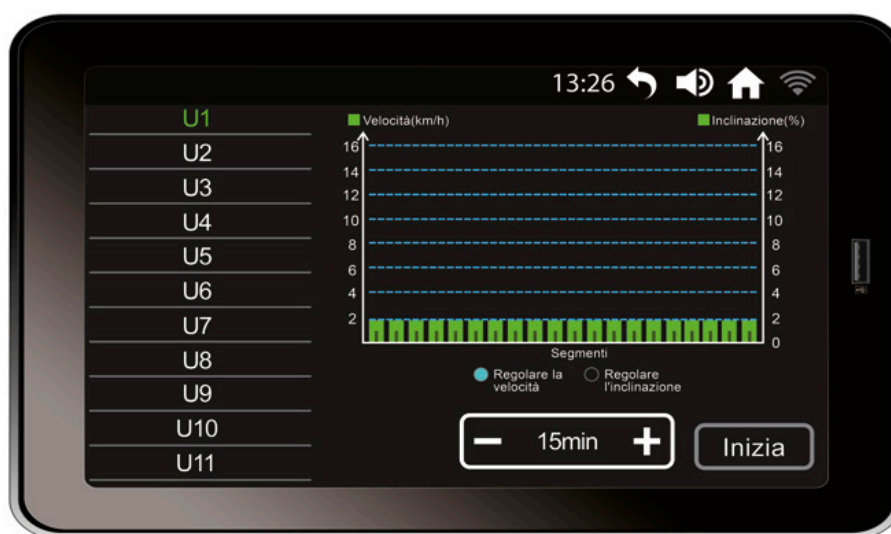 13:26
U1
U2
U3
U4
U5
U6
U7
U8
U9
U10
U11
Velocità(km/h)
Inclinazione(%)
16
14
12
10
8
6
4
2
16
14
12
10
8
6
4
2
0
Segmenti
Regolare la
velocità
Regolare
l'inclinazione
15min
Inizia